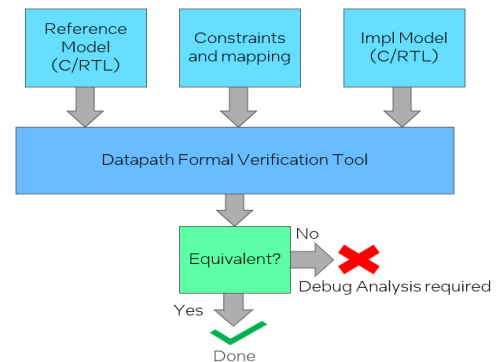 Reference
Model
(C/RTL)
Constraints
and mapping
Impl Model
(C/RTL)
Datapath Formal Verification Tool
Equivalent?
No
Debug Analysis required
Yes
Done